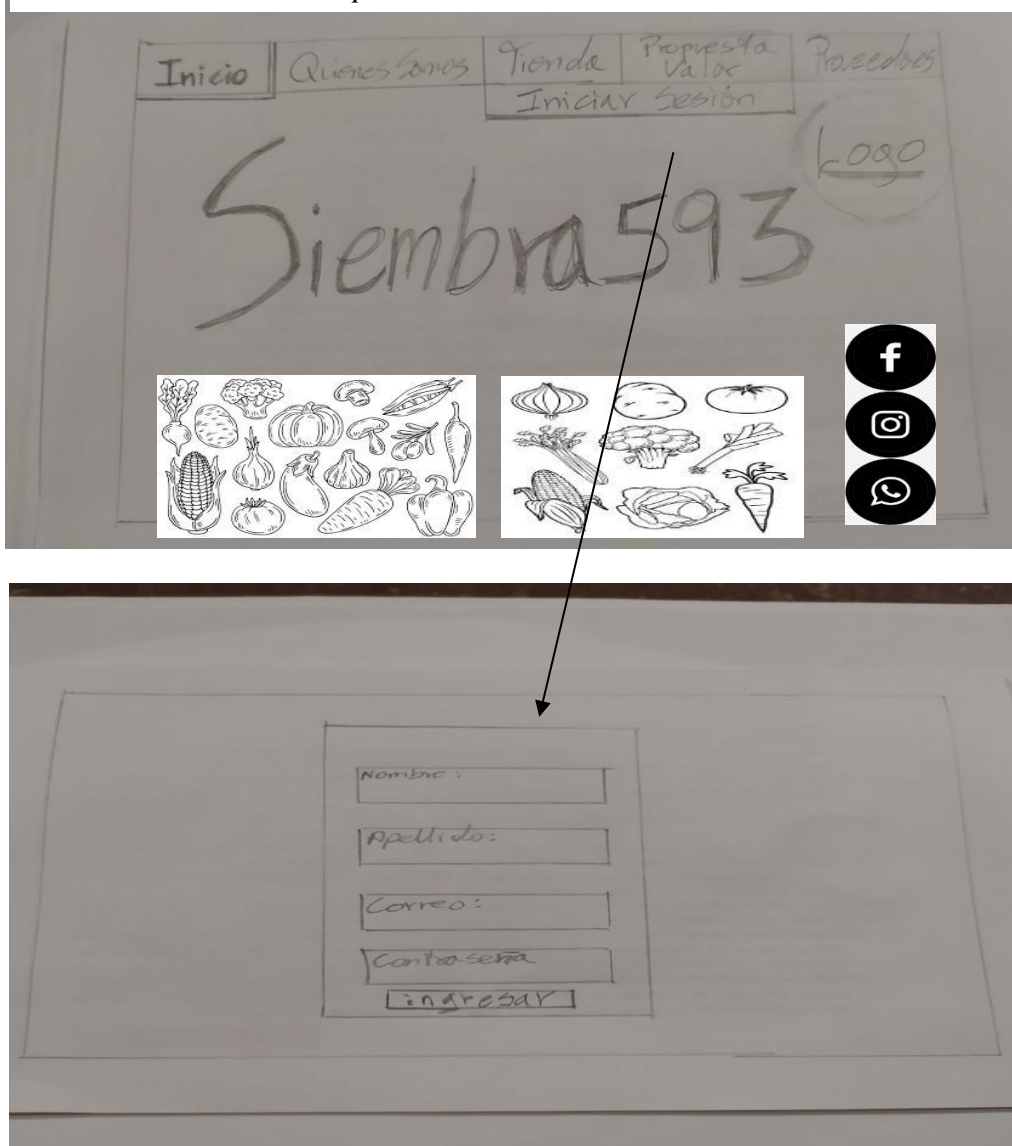 Inicio Quienes Somos Tienda Propuesta Valor Proveedores
Iniciar Sesión
Logo
Siembra593
Nombre:
Apellido:
Correo:
Contraseña
ingresar